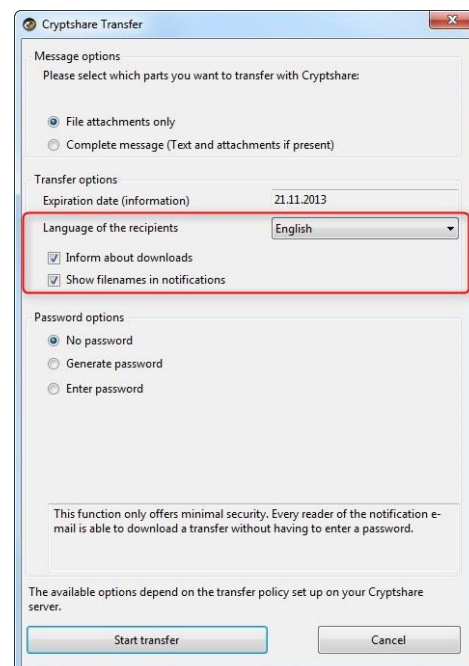 Cryptshare Transfer
Message options
Please select which parts you want to transfer with Cryptshare:
File attachments only
Complete message (Text and attachments if present)
Transfer options
Expiration date (information) 21.11.2013
Language of the recipients English
Inform about downloads
Show filenames in notifications
Password options
No password
Generate password
Enter password
This function only offers minimal security. Every reader of the notification e-
mail is able to download a transfer without having to enter a password.
The available options depend on the transfer policy set up on your Cryptshare
server.
Start transfer Cancel